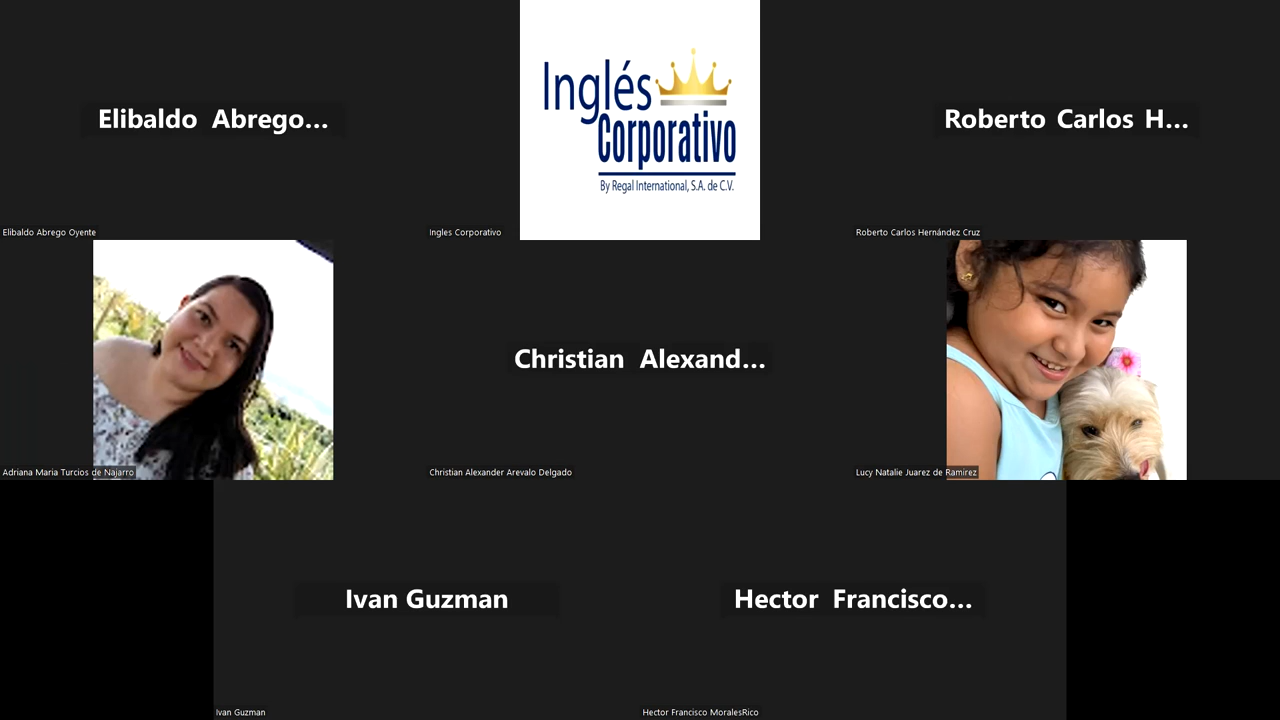 Elibaldo Abrego...
Inglés
Corporativo
By Regal International, S.A. de C.V.
Roberto Carlos H...
Elibaldo Abrego Oyente
Ingles Corporativo
Roberto Carlos Hernández Cruz
Christian Alexand...
Adriana Maria Turcios de Najarro
Christian Alexander Arevalo Delgado
Lucy Natalie Juarez de Ramirez
Ivan Guzman
Hector Francisco...
Ivan Guzman
Hector Francisco MoralesRico